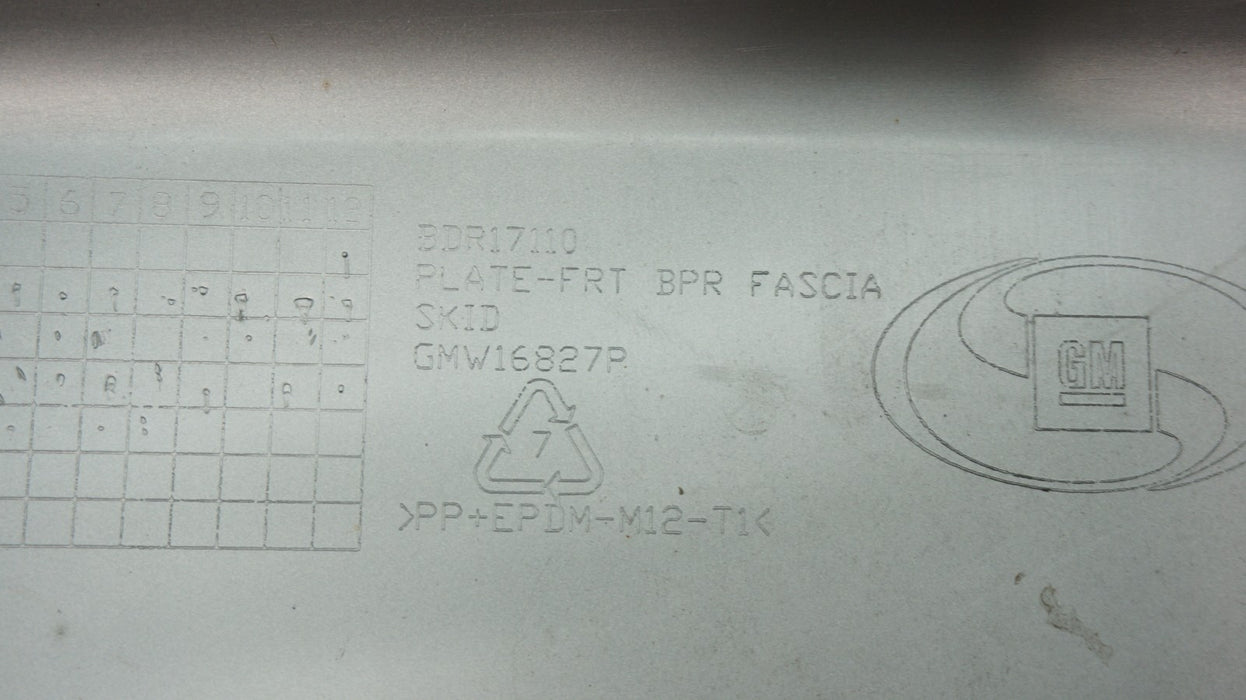 5 6 7 8 9 10 11 12
BDR17110
PLATE-FRT BPR FASCIA
SKID
GMW16827P
7
>PP+EPDM-M12-T1<
GM